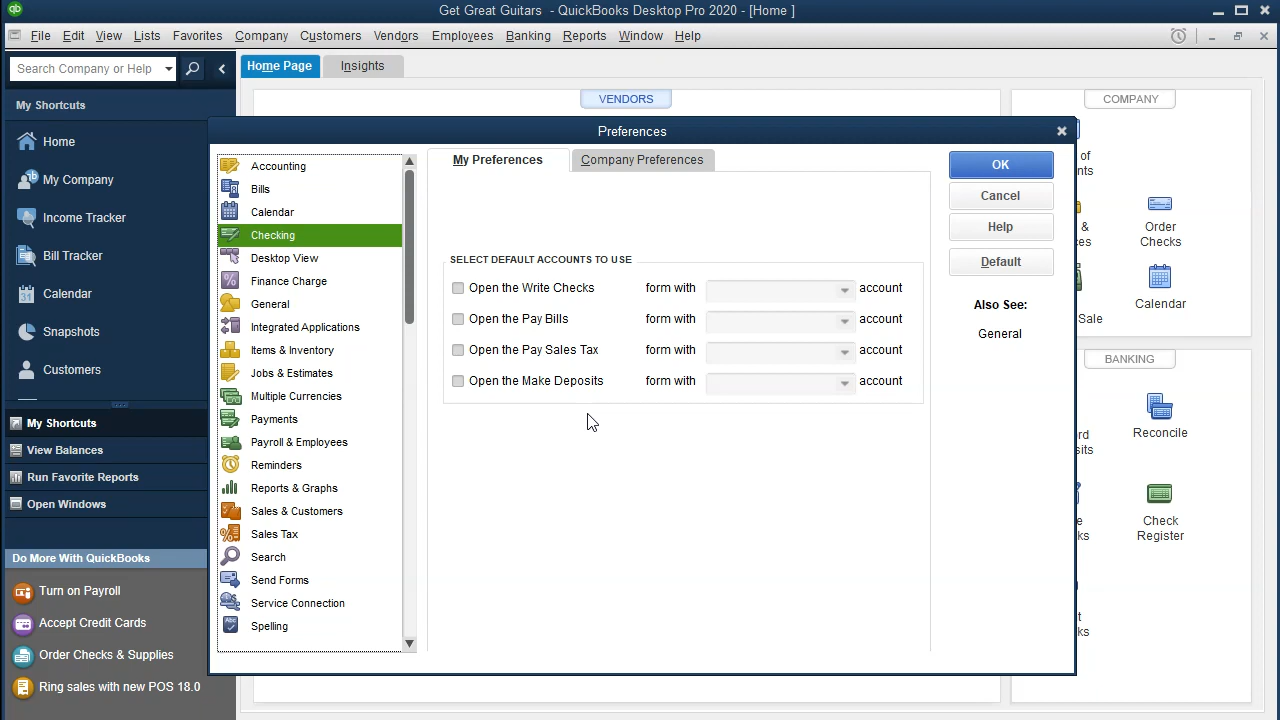 Get Great Guitars - QuickBooks Desktop Pro 2020 - [Home ]
File Edit View Lists Favorites Company Customers Vendors Employees Banking Reports Window Help
Search Company or Help
Home Page Insights
My Shortcuts
Home
My Company
Income Tracker
Bill Tracker
Calendar
31
Snapshots
Customers
My Shortcuts
View Balances
Run Favorite Reports
Open Windows
Do More With QuickBooks
Turn on Payroll
Accept Credit Cards
Order Checks & Supplies
Ring sales with new POS 18.0
VENDORS
COMPANY
Preferences
Accounting
Bills
Calendar
Checking
Desktop View
Finance Charge
General
Integrated Applications
Items & Inventory
Jobs & Estimates
Multiple Currencies
Payments
Payroll & Employees
Reminders
Reports & Graphs
Sales & Customers
Sales Tax
Search
Send Forms
Service Connection
Spelling
My Preferences Company Preferences
SELECT DEFAULT ACCOUNTS TO USE
Open the Write Checks form with account
Open the Pay Bills form with account
Open the Pay Sales Tax form with account
Open the Make Deposits form with account
OK
Cancel
Help
Default
Also See:
General
of
nts
&
ces
Order
Checks
Sale
Calendar
BANKING
rd
sits
Reconcile
e
ks
Check
Register
t
ks